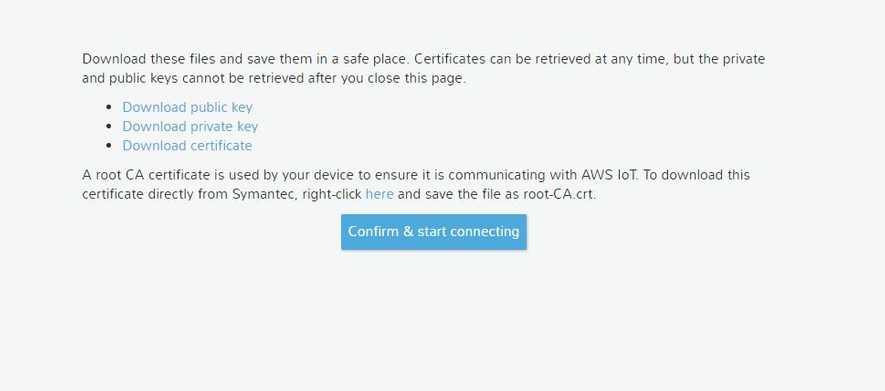 Download these files and save them in a safe place. Certificates can be retrieved at any time, but the private
and public keys cannot be retrieved after you close this page.
Download public key
Download private key
Download certificate
A root CA certificate is used by your device to ensure it is communicating with AWS IoT. To download this
certificate directly from Symantec, right-click here and save the file as root-CA.crt.
Confirm & start connecting